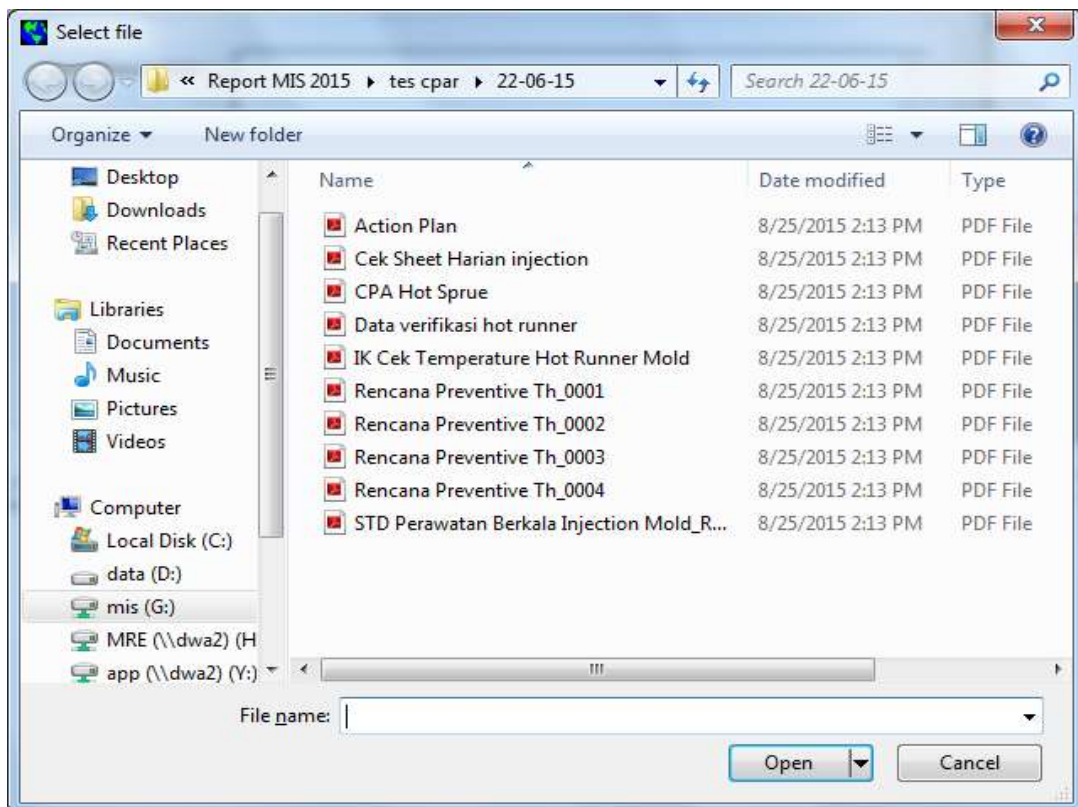 Select file
« Report MIS 2015 ▸ tes cpar ▸ 22-06-15
Search 22-06-15
Organize
New folder
Desktop
Downloads
Recent Places
Libraries
Documents
Music
Pictures
Videos
Computer
Local Disk (C:)
data (D:)
mis (G:)
MRE (\\dwa2) (H
app (\\dwa2) (Y:)
Name Date modified Type
Action Plan 8/25/2015 2:13 PM PDF File
Cek Sheet Harian injection 8/25/2015 2:13 PM PDF File
CPA Hot Sprue 8/25/2015 2:13 PM PDF File
Data verifikasi hot runner 8/25/2015 2:13 PM PDF File
IK Cek Temperature Hot Runner Mold 8/25/2015 2:13 PM PDF File
Rencana Preventive Th_0001 8/25/2015 2:13 PM PDF File
Rencana Preventive Th_0002 8/25/2015 2:13 PM PDF File
Rencana Preventive Th_0003 8/25/2015 2:13 PM PDF File
Rencana Preventive Th_0004 8/25/2015 2:13 PM PDF File
STD Perawatan Berkala Injection Mold_R... 8/25/2015 2:13 PM PDF File
File name:
Open
Cancel